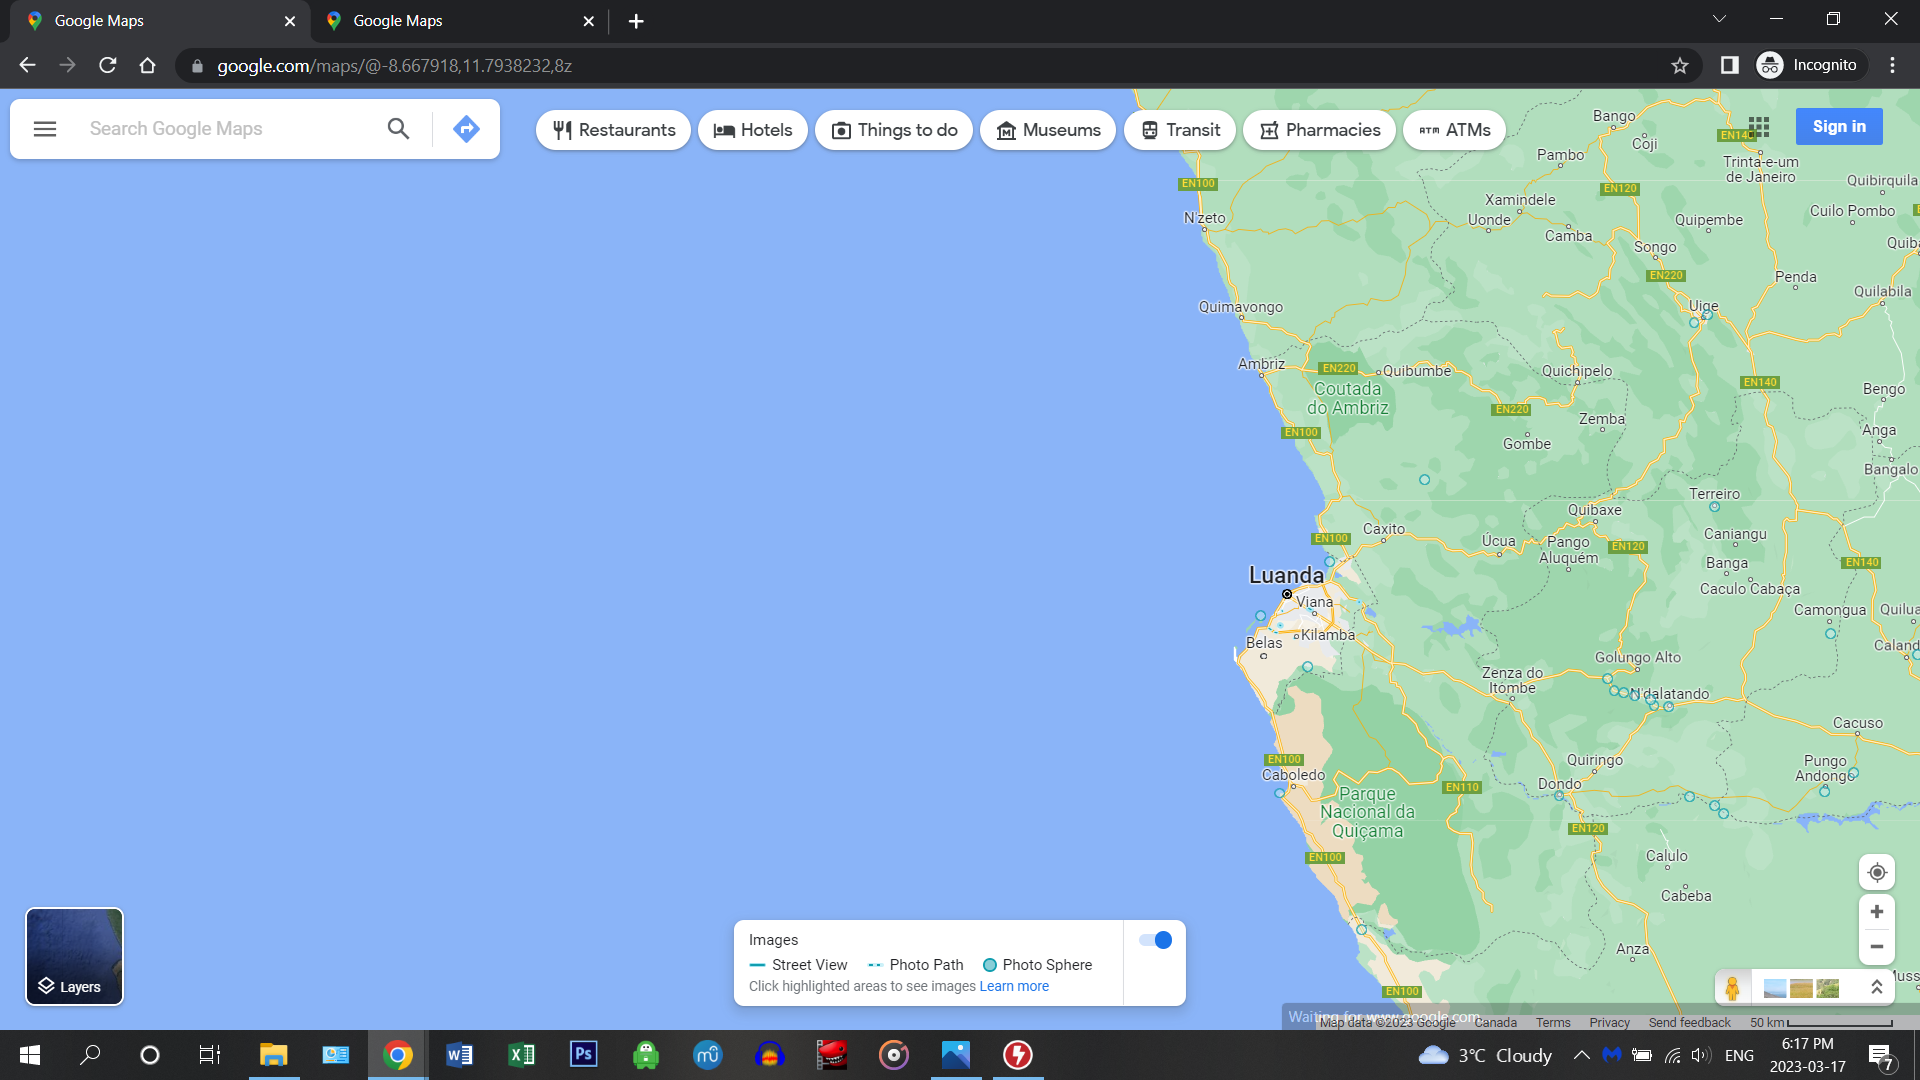 Google Maps
Google Maps
google.com/maps/@-8.667918,11.7938232,8z
Incognito
Search Google Maps
Restaurants
Hotels
Things to do
Museums
Transit
Pharmacies
ATM ATMs
Sign in
Bango
EN140
Coji
Pambo
Trinta-e-um
de Janeiro
EN100
EN120
Quibirquila
Xamindele
N'zeto
Uonde
Quipembe
Cuilo Pombo
Camba
Songo
Quiba
EN220
Penda
Quimavongo
Uige
Quilabila
Ambriz
EN220
Quibumbe
Quichipelo
EN140
Coutada
do Ambriz
Bengo
EN220
Zemba
EN100
Gombe
Anga
Bangalo
Terreiro
Quibaxe
Caxito
EN100
Úcua
Pango
Aluquém
EN120
Caniangu
Banga
EN140
Luanda
Caculo Cabaça
Viana
Camongua
Quilua
Kilamba
Belas
Caland
Golungo Alto
Zenza do
Itombe
N'dalatando
Cacuso
EN100
Caboledo
Quiringo
Pungo
Andongo
Dondo
EN110
Parque
Nacional da
Quiçama
EN120
EN100
Calulo
Cabeba
Anza
Muss
EN100
Layers
Images
Street View
Photo Path
Photo Sphere
Click highlighted areas to see images Learn more
Waiting for www.google.com...
Map data ©2023 Google
Canada
Terms
Privacy
Send feedback
50 km
3°C Cloudy
ENG
6:17 PM
2023-03-17
7